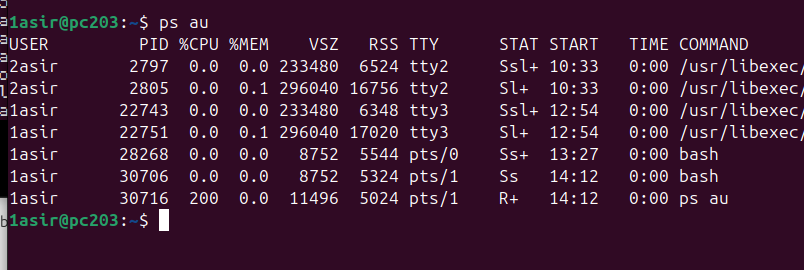 1asir@pc203:~$ ps au
USER         PID %CPU %MEM    VSZ   RSS TTY      STAT START   TIME COMMAND
2asir       2797  0.0  0.0 233480  6524 tty2     Ssl+ 10:33   0:00 /usr/libexec/
2asir       2805  0.0  0.1 296040 16756 tty2     Sl+  10:33   0:00 /usr/libexec/
1asir      22743  0.0  0.0 233480  6348 tty3     Ssl+ 12:54   0:00 /usr/libexec/
1asir      22751  0.0  0.1 296040 17020 tty3     Sl+  12:54   0:00 /usr/libexec/
1asir      28268  0.0  0.0   8752  5544 pts/0    Ss+  13:27   0:00 bash
1asir      30706  0.0  0.0   8752  5324 pts/1    Ss   14:12   0:00 bash
1asir      30716  200  0.0  11496  5024 pts/1    R+   14:12   0:00 ps au
1asir@pc203:~$